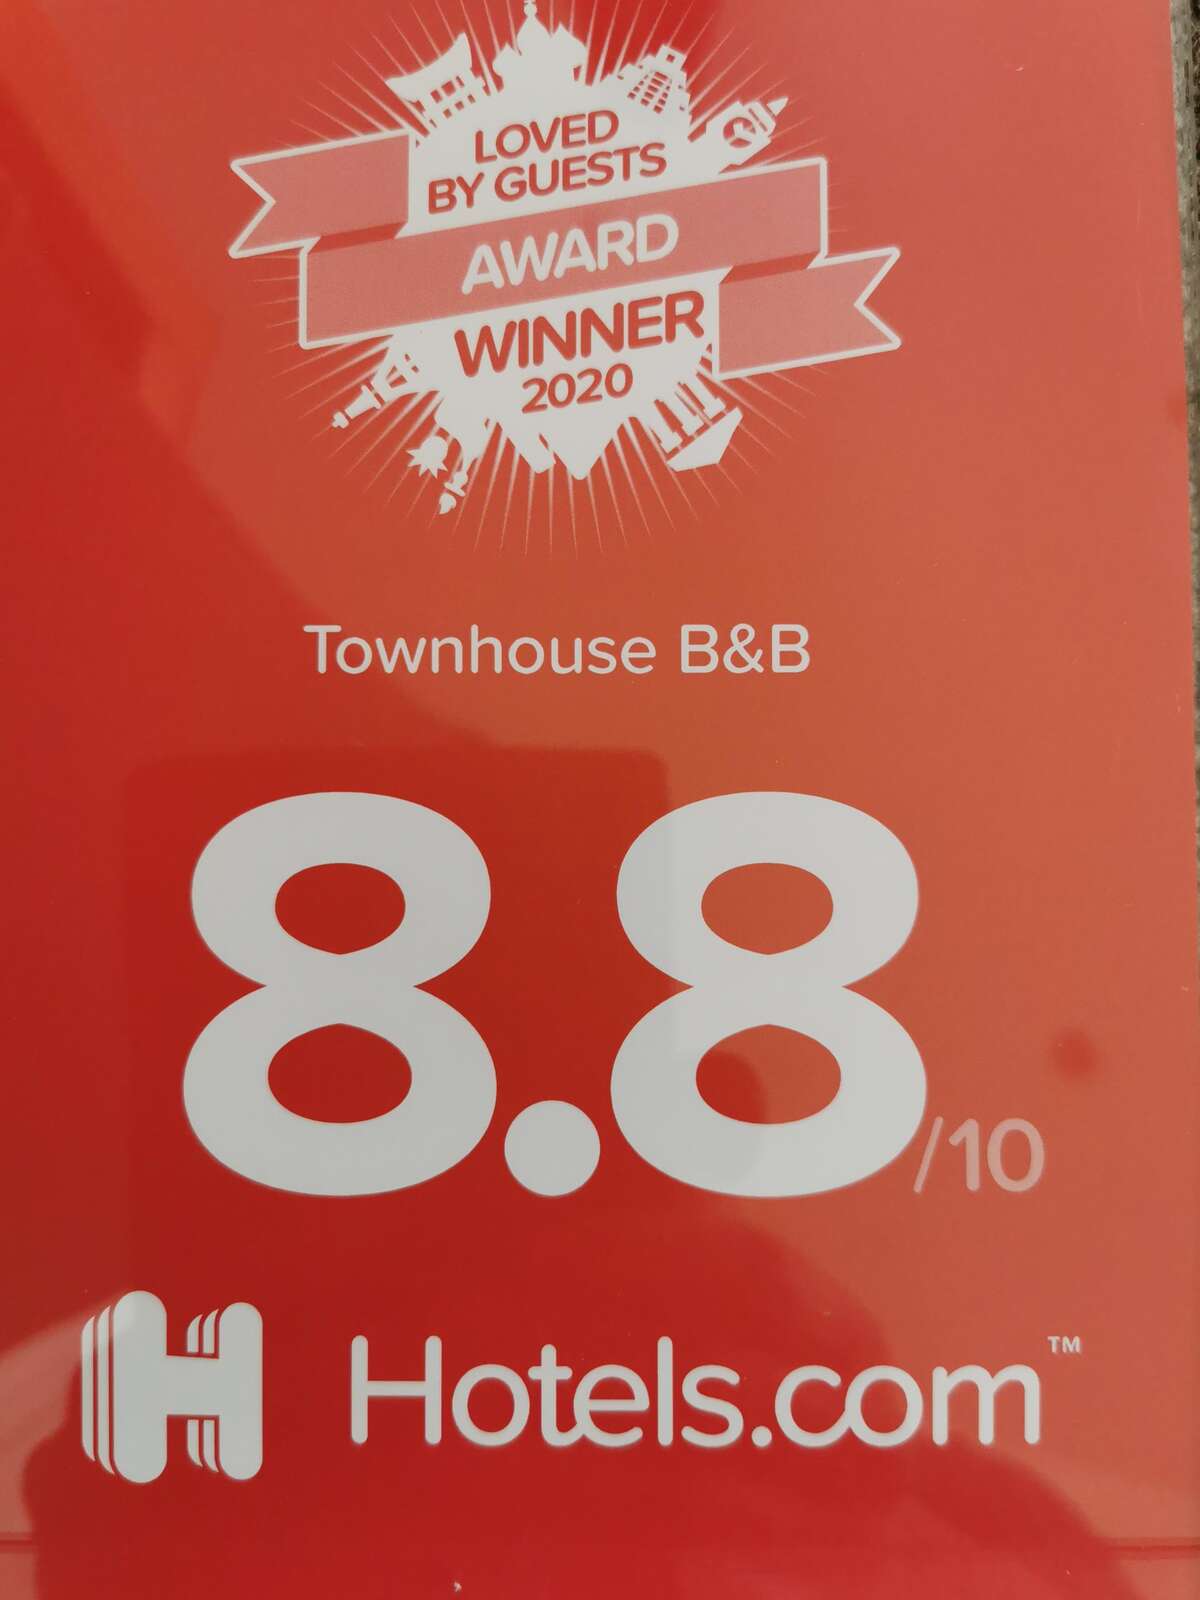 LOVED
BY GUESTS
AWARD
WINNER
2020
Townhouse B&B
8.8/10
H Hotels.com™